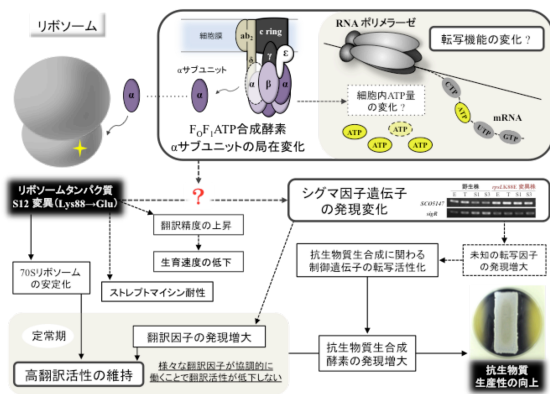 リボソーム
細胞膜
ab2
c ring
γ
ε
δ
α
β
α
α
αサブユニット
α
FOF1ATP合成酵素
αサブユニットの局在変化
RNA ポリメラーゼ
転写機能の変化？
細胞内ATP量
の変化？
ATP
ATP
ATP
ATP
CTP
ATP
CTP
GTP
mRNA
リボソームタンパク質
S12 変異(Lys88→Glu)
?
翻訳精度の上昇
生育速度の低下
ストレプトマイシン耐性
70Sリボソーム
の安定化
シグマ因子遺伝子
の発現変化
野生株
rpsLK88E 変異株
E T S1 S3 E T S1 S3
SCO5147
sigR
抗生物質生合成に関わる
制御遺伝子の転写活性化
未知の転写因子
の発現増大
定常期
翻訳因子の発現増大
高翻訳活性の維持
様々な翻訳因子が協調的に
働くことで翻訳活性が低下しない
抗生物質生合成
酵素の発現増大
抗生物質
生産性の向上